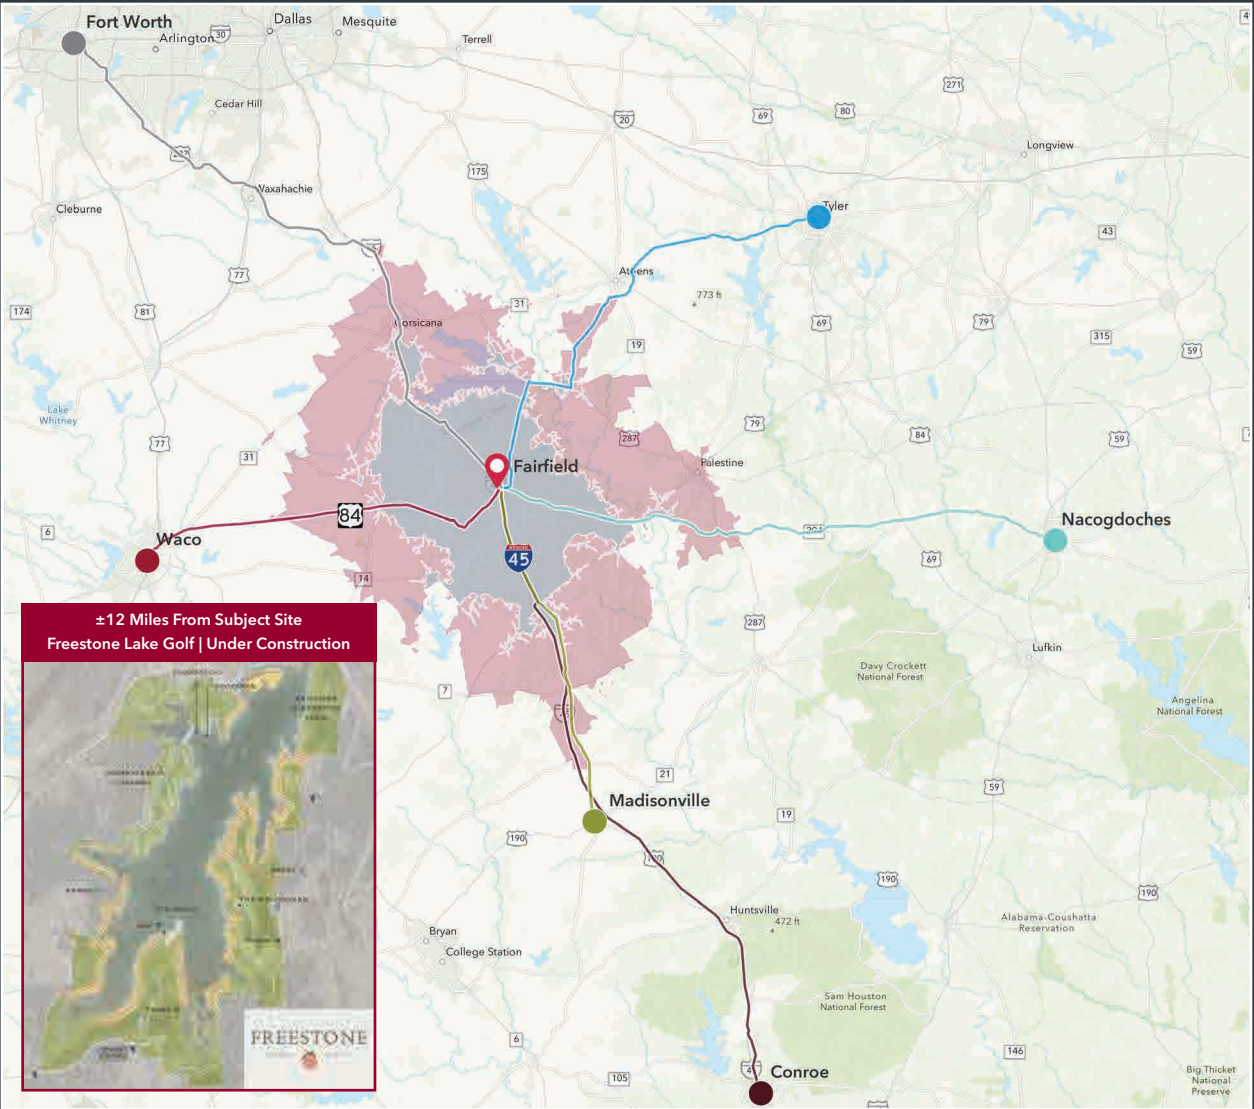 Fort Worth
Dallas
Mesquite
Arlington
30
Terrell
Cedar Hill
271
80
69
20
Longview
175
Waxahachie
Cleburne
Tyler
43
77
Athens
773 ft
174
81
31
Corsicana
69
79
315
59
19
Lake
Whitney
77
79
84
59
287
31
Palestine
Fairfield
84
Nacogdoches
6
Waco
45
69
14
±12 Miles From Subject Site
Freestone Lake Golf | Under Construction
287
Lufkin
Davy Crockett
National Forest
7
Angelina
National Forest
21
59
Madisonville
19
190
190
190
Huntsville
472 ft
Alabama-Coushatta
Reservation
Bryan
College Station
Sam Houston
National Forest
FREESTONE
6
146
Conroe
105
Big Thicket
National
Preserve